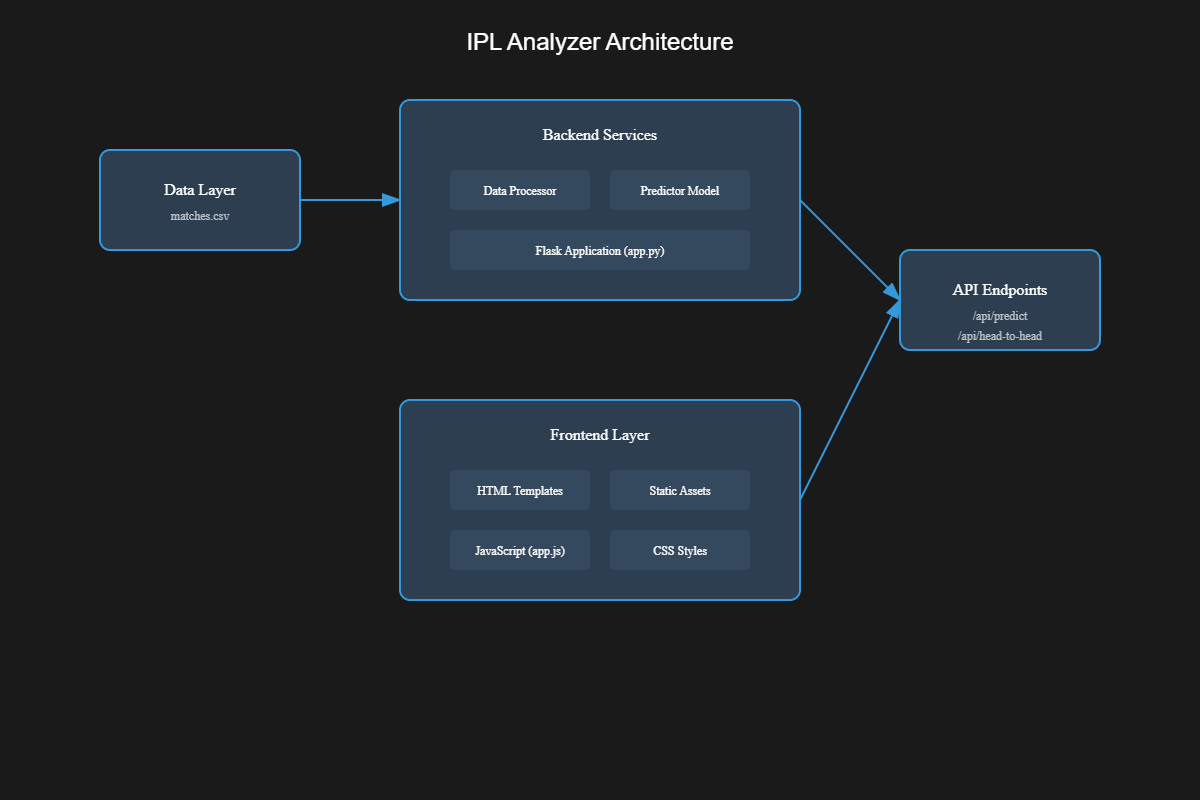 IPL Analyzer Architecture
Data Layer
matches.csv
Backend Services
Data Processor
Predictor Model
Flask Application (app.py)
API Endpoints
/api/predict
/api/head-to-head
Frontend Layer
HTML Templates
Static Assets
JavaScript (app.js)
CSS Styles